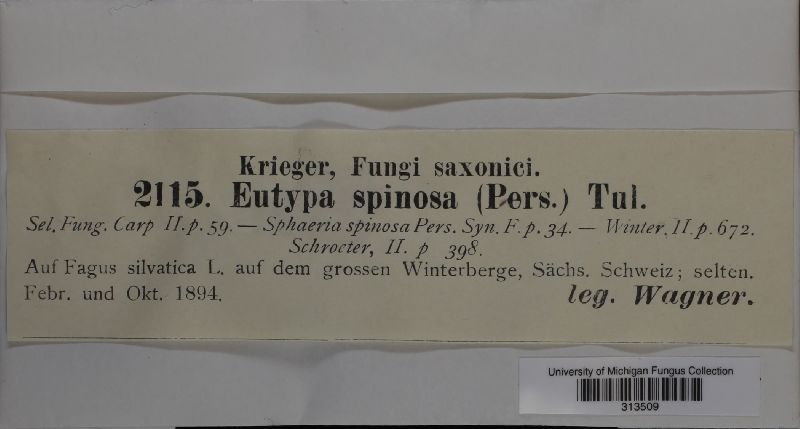 Krieger, Fungi saxonici.
2115. Eutypa spinosa (Pers.) Tul.
Sel. Fung. Carp II. p. 59. — Sphaeria spinosa Pers. Syn. F. p. 34. — Winter, II. p. 672.
Schroeter, II. p 398.
Auf Fagus silvatica L. auf dem grossen Winterberge, Sächs. Schweiz; selten.
Febr. und Okt. 1894.
leg. Wagner.
University of Michigan Fungus Collection
313509